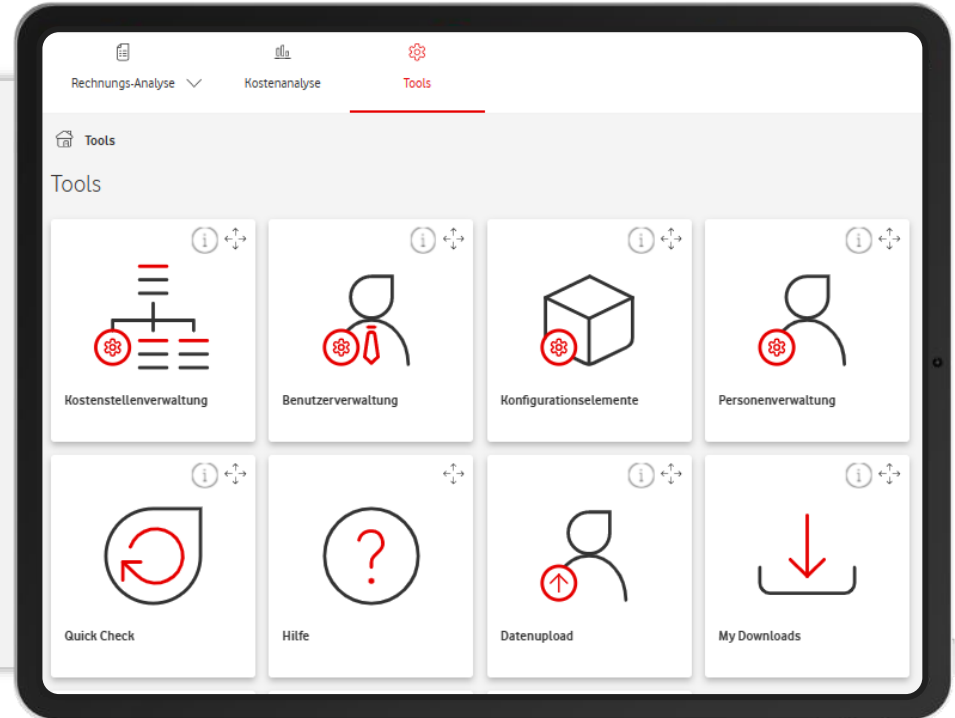 Rechnungs-Analyse
Kostenanalyse
Tools
Tools
Tools
Kostenstellenverwaltung
Benutzerverwaltung
Konfigurationselemente
Personenverwaltung
Quick Check
Hilfe
Datenupload
My Downloads